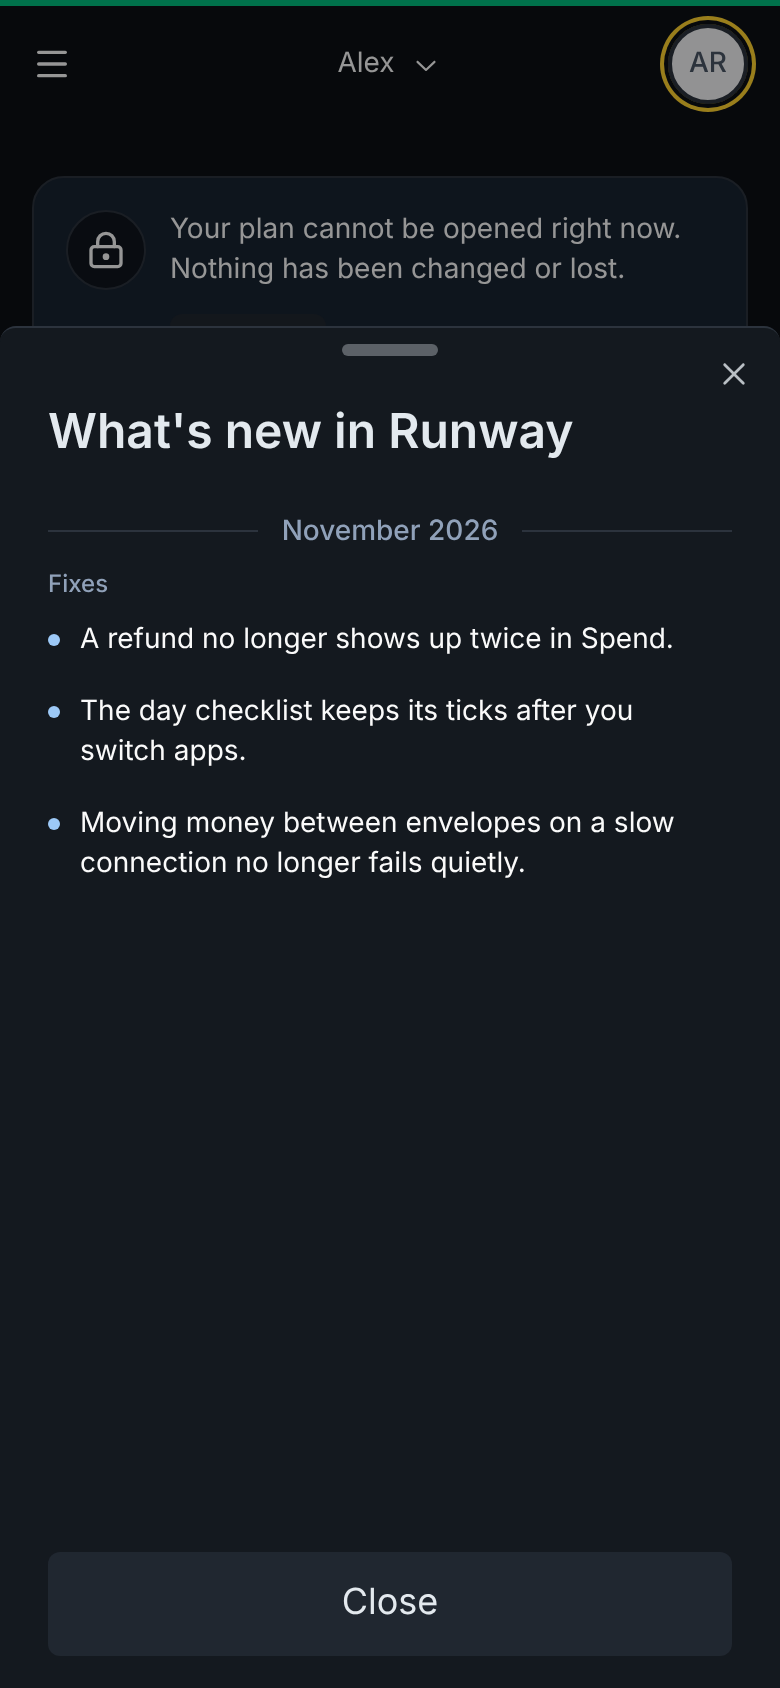 Alex
AR
Your plan cannot be opened right now.
Nothing has been changed or lost.
What's new in Runway
November 2026
Fixes
A refund no longer shows up twice in Spend.
The day checklist keeps its ticks after you
switch apps.
Moving money between envelopes on a slow
connection no longer fails quietly.
Close